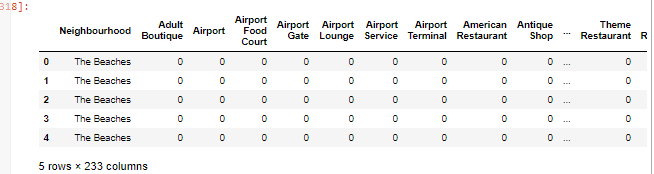 318]:
Neighbourhood Adult Boutique Airport Airport Food Court Airport Gate Airport Lounge Airport Service Airport Terminal American Restaurant Antique Shop ... Theme Restaurant R
0 The Beaches 0 0 0 0 0 0 0 0 0 ... 0
1 The Beaches 0 0 0 0 0 0 0 0 0 ... 0
2 The Beaches 0 0 0 0 0 0 0 0 0 ... 0
3 The Beaches 0 0 0 0 0 0 0 0 0 ... 0
4 The Beaches 0 0 0 0 0 0 0 0 0 ... 0
5 rows × 233 columns